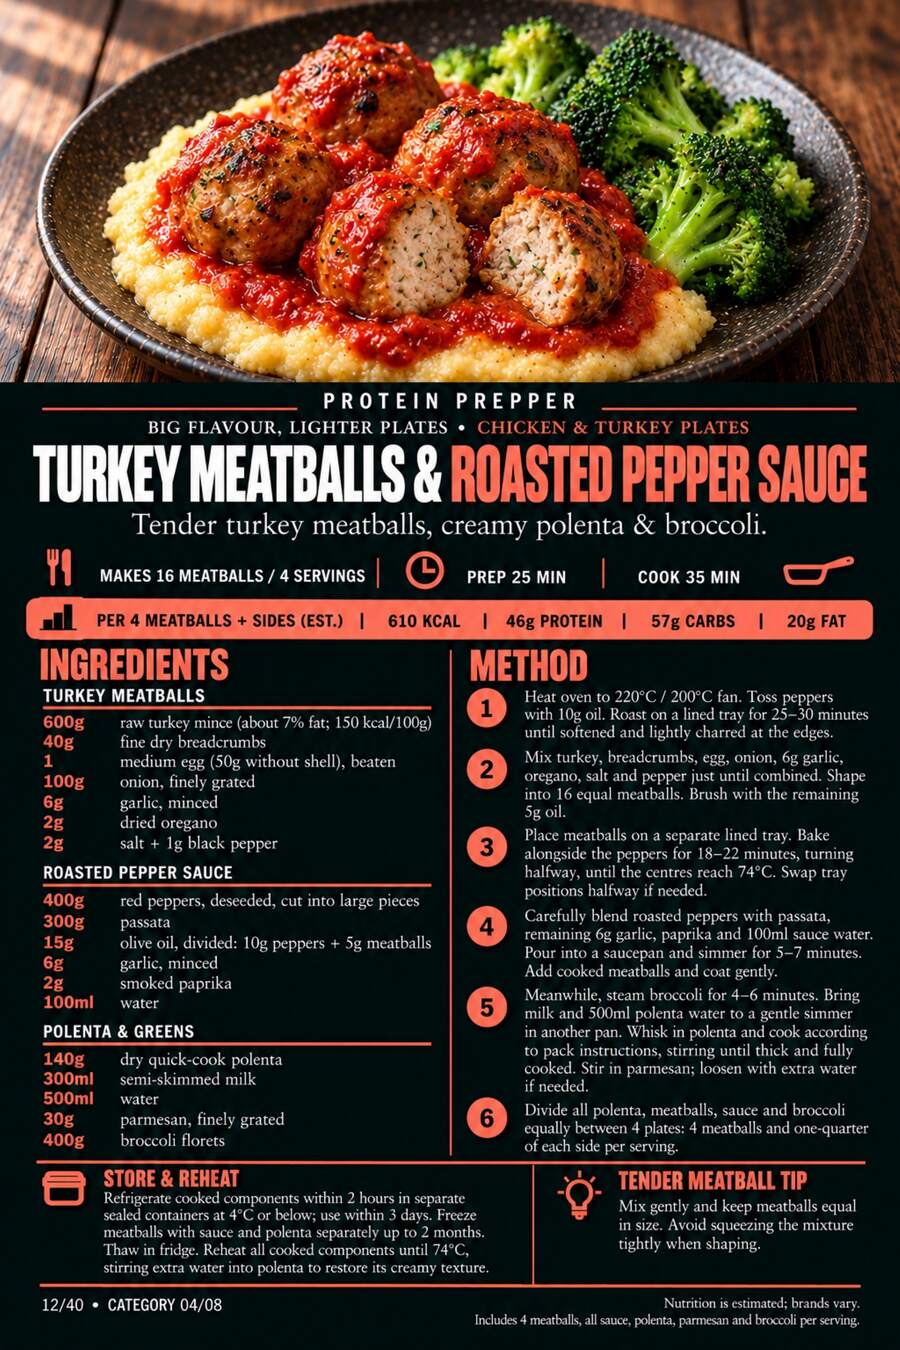 PROTEIN PREPPER
BIG FLAVOUR, LIGHTER PLATES • CHICKEN & TURKEY PLATES
TURKEY MEATBALLS & ROASTED PEPPER SAUCE
Tender turkey meatballs, creamy polenta & broccoli.
MAKES 16 MEATBALLS / 4 SERVINGS | PREP 25 MIN | COOK 35 MIN
PER 4 MEATBALLS + SIDES (EST.) | 610 KCAL | 46g PROTEIN | 57g CARBS | 20g FAT
INGREDIENTS
TURKEY MEATBALLS
600g raw turkey mince (about 7% fat; 150 kcal/100g)
40g fine dry breadcrumbs
1 medium egg (50g without shell), beaten
100g onion, finely grated
6g garlic, minced
2g dried oregano
2g salt + 1g black pepper
ROASTED PEPPER SAUCE
400g red peppers, deseeded, cut into large pieces
300g passata
15g olive oil, divided: 10g peppers + 5g meatballs
6g garlic, minced
2g smoked paprika
100ml water
POLENTA & GREENS
140g dry quick-cook polenta
300ml semi-skimmed milk
500ml water
30g parmesan, finely grated
400g broccoli florets
METHOD
1 Heat oven to 220°C / 200°C fan. Toss peppers
with 10g oil. Roast on a lined tray for 25–30 minutes
until softened and lightly charred at the edges.
2 Mix turkey, breadcrumbs, egg, onion, 6g garlic,
oregano, salt and pepper just until combined. Shape
into 16 equal meatballs. Brush with the remaining
5g oil.
3 Place meatballs on a separate lined tray. Bake
alongside the peppers for 18–22 minutes, turning
halfway, until the centres reach 74°C. Swap tray
positions halfway if needed.
4 Carefully blend roasted peppers with passata,
remaining 6g garlic, paprika and 100ml sauce water.
Pour into a saucepan and simmer for 5–7 minutes.
Add cooked meatballs and coat gently.
5 Meanwhile, steam broccoli for 4–6 minutes. Bring
milk and 500ml polenta water to a gentle simmer
in another pan. Whisk in polenta and cook according
to pack instructions, stirring until thick and fully
cooked. Stir in parmesan; loosen with extra water
if needed.
6 Divide all polenta, meatballs, sauce and broccoli
equally between 4 plates: 4 meatballs and one-quarter
of each side per serving.
STORE & REHEAT
Refrigerate cooked components within 2 hours in separate
sealed containers at 4°C or below; use within 3 days. Freeze
meatballs with sauce and polenta separately up to 2 months.
Thaw in fridge. Reheat all cooked components until 74°C,
stirring extra water into polenta to restore its creamy texture.
TENDER MEATBALL TIP
Mix gently and keep meatballs equal
in size. Avoid squeezing the mixture
tightly when shaping.
12/40 • CATEGORY 04/08
Nutrition is estimated; brands vary.
Includes 4 meatballs, all sauce, polenta, parmesan and broccoli per serving.